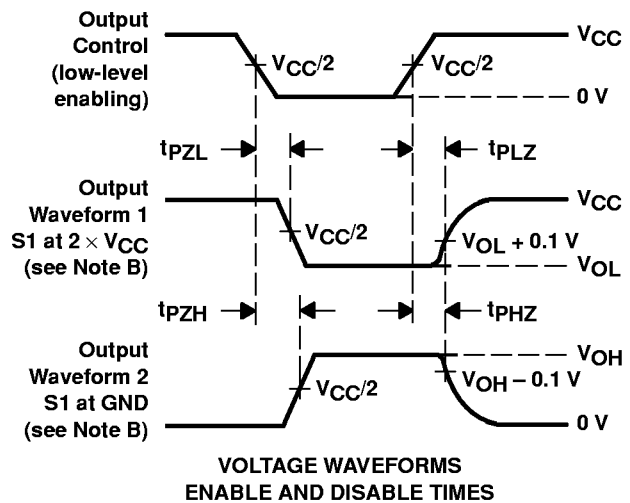 Output
Control
(low-level
enabling)
VCC/2
VCC/2
VCC
0 V
tPZL
tPLZ
Output
Waveform 1
S1 at 2 × VCC
(see Note B)
VCC/2
VCC
VOL + 0.1 V
VOL
tPZH
tPHZ
Output
Waveform 2
S1 at GND
(see Note B)
VCC/2
VOH
VOH − 0.1 V
0 V
VOLTAGE WAVEFORMS
ENABLE AND DISABLE TIMES